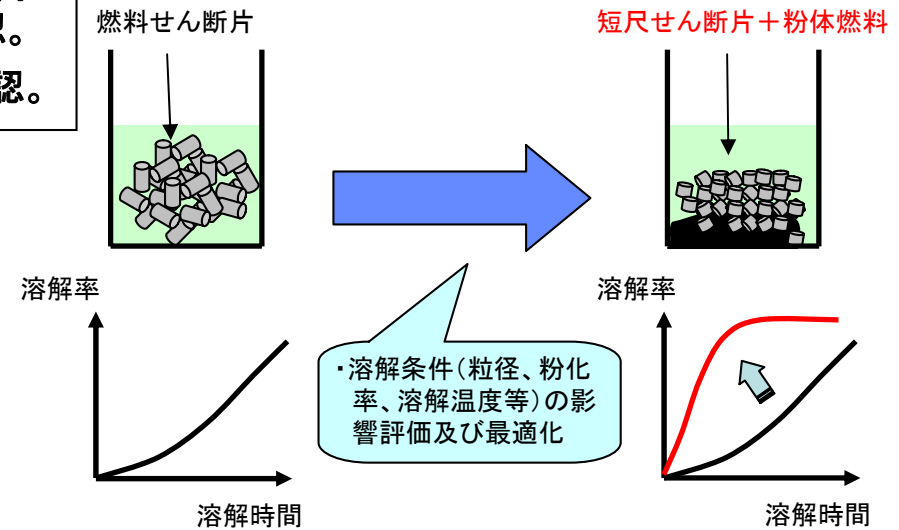 認。
燃料せん断片
短尺せん断片＋粉体燃料
溶解率
溶解率
・溶解条件（粒径、粉化
率、溶解温度等）の影
響評価及び最適化
溶解時間
溶解時間